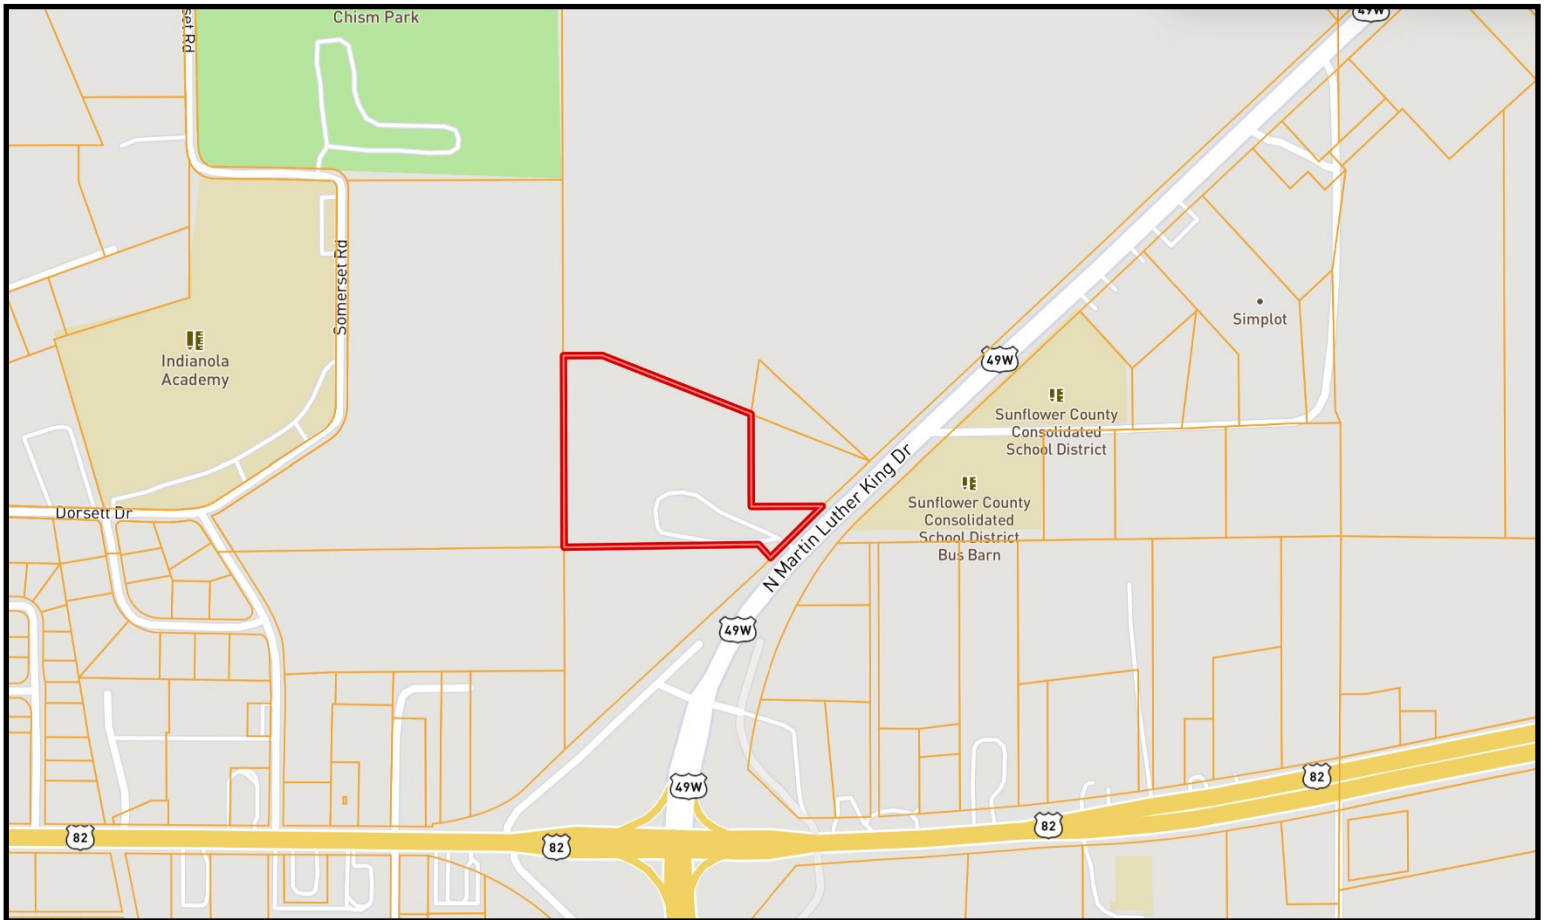 Chism Park
49W
set Rd
Somerset Rd
Simplot
Indianola
Academy
49W
Sunflower County
Consolidated
School District
N Martin Luther King Dr
Sunflower County
Consolidated
School District
Bus Barn
Dorsett Dr
49W
49W
82
82
82
82